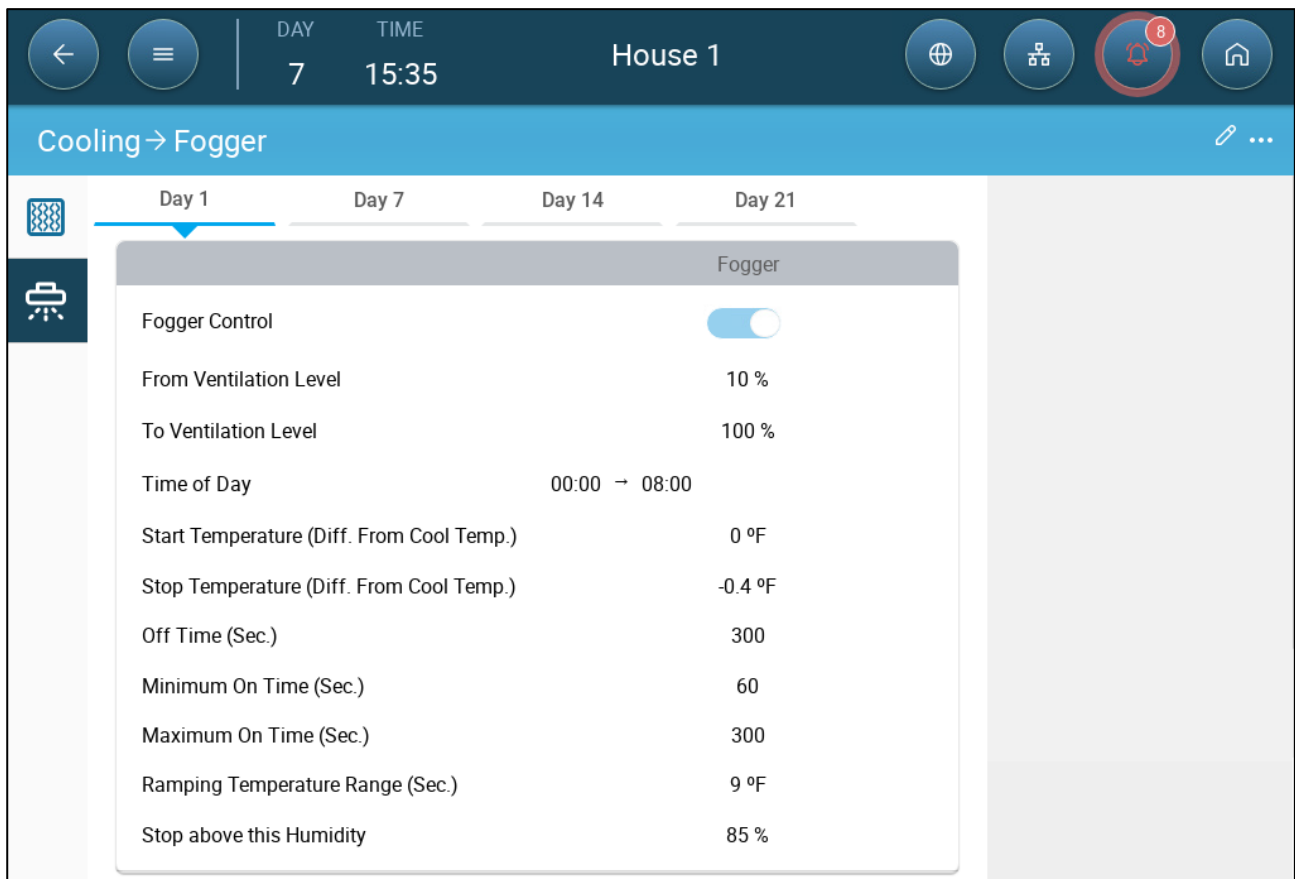 DAY TIME
7 15:35
House 1
8
Cooling → Fogger
Day 1 Day 7 Day 14 Day 21
Fogger
Fogger Control
From Ventilation Level 10 %
To Ventilation Level 100 %
Time of Day 00:00 → 08:00
Start Temperature (Diff. From Cool Temp.) 0 ºF
Stop Temperature (Diff. From Cool Temp.) -0.4 ºF
Off Time (Sec.) 300
Minimum On Time (Sec.) 60
Maximum On Time (Sec.) 300
Ramping Temperature Range (Sec.) 9 ºF
Stop above this Humidity 85 %